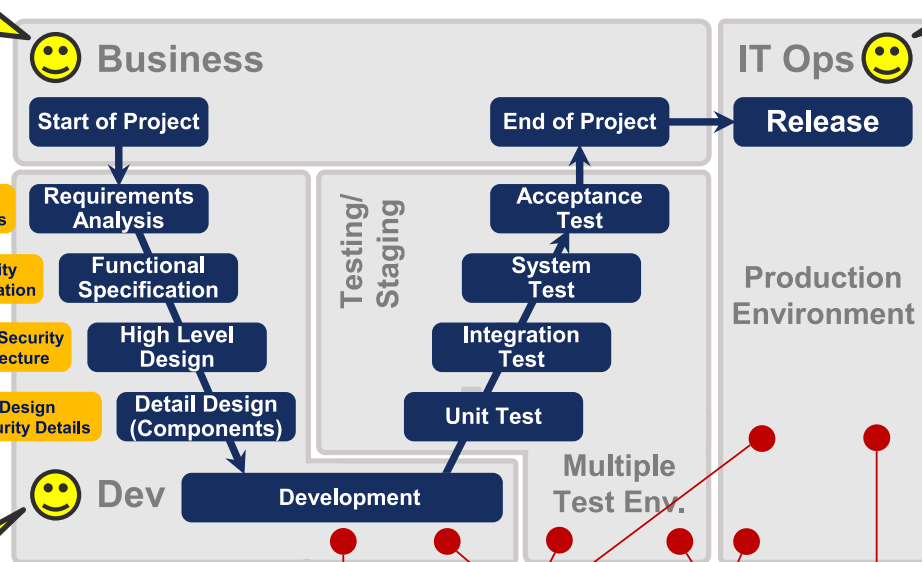 Business
IT Ops
Start of Project
End of Project
Release
Requirements
Analysis
Functional
Specification
High Level
Design
Detail Design
(Components)
Security
ecture
Design
Details
Testing/
Staging
Acceptance
Test
System
Test
Integration
Test
Unit Test
Production
Environment
Multiple
Test Env.
Dev
Development